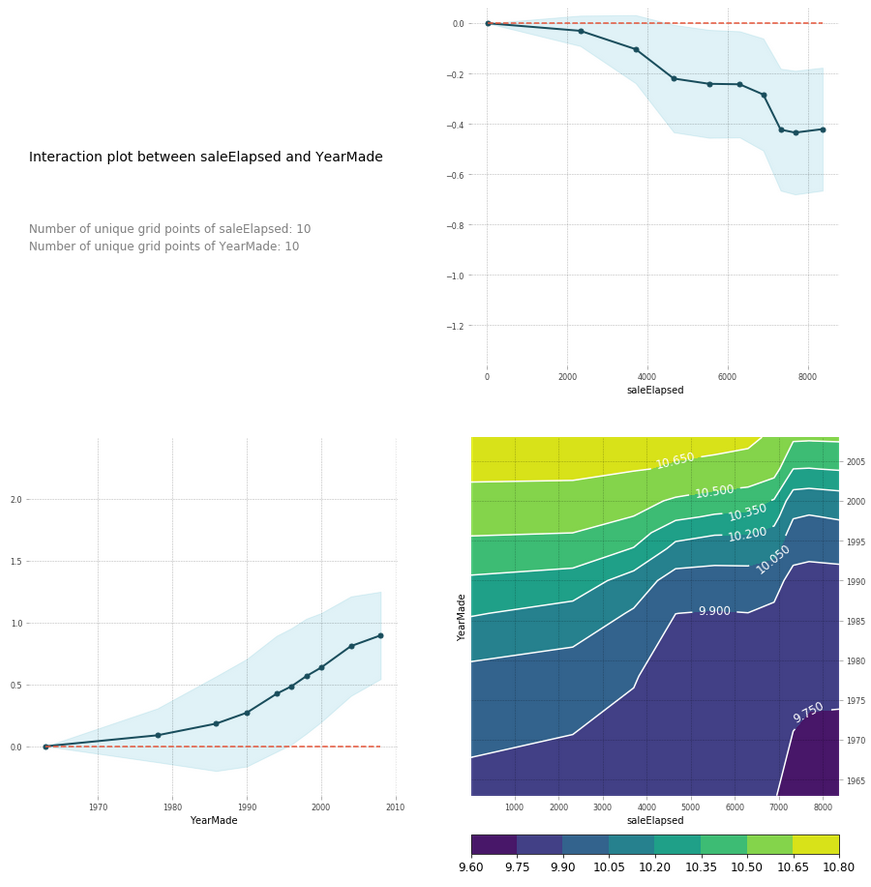 Interaction plot between saleElapsed and YearMade
Number of unique grid points of saleElapsed: 10
Number of unique grid points of YearMade: 10
0.0
−0.2
−0.4
−0.6
−0.8
−1.0
−1.2
0 2000 4000 6000 8000
saleElapsed
2.0
1.5
1.0
0.5
0.0
1970 1980 1990 2000 2010
YearMade
10.650
10.500
10.350
10.200
10.050
9.900
9.750
YearMade
2005
2000
1995
1990
1985
1980
1975
1970
1965
1000 2000 3000 4000 5000 6000 7000 8000
saleElapsed
9.60 9.75 9.90 10.05 10.20 10.35 10.50 10.65 10.80